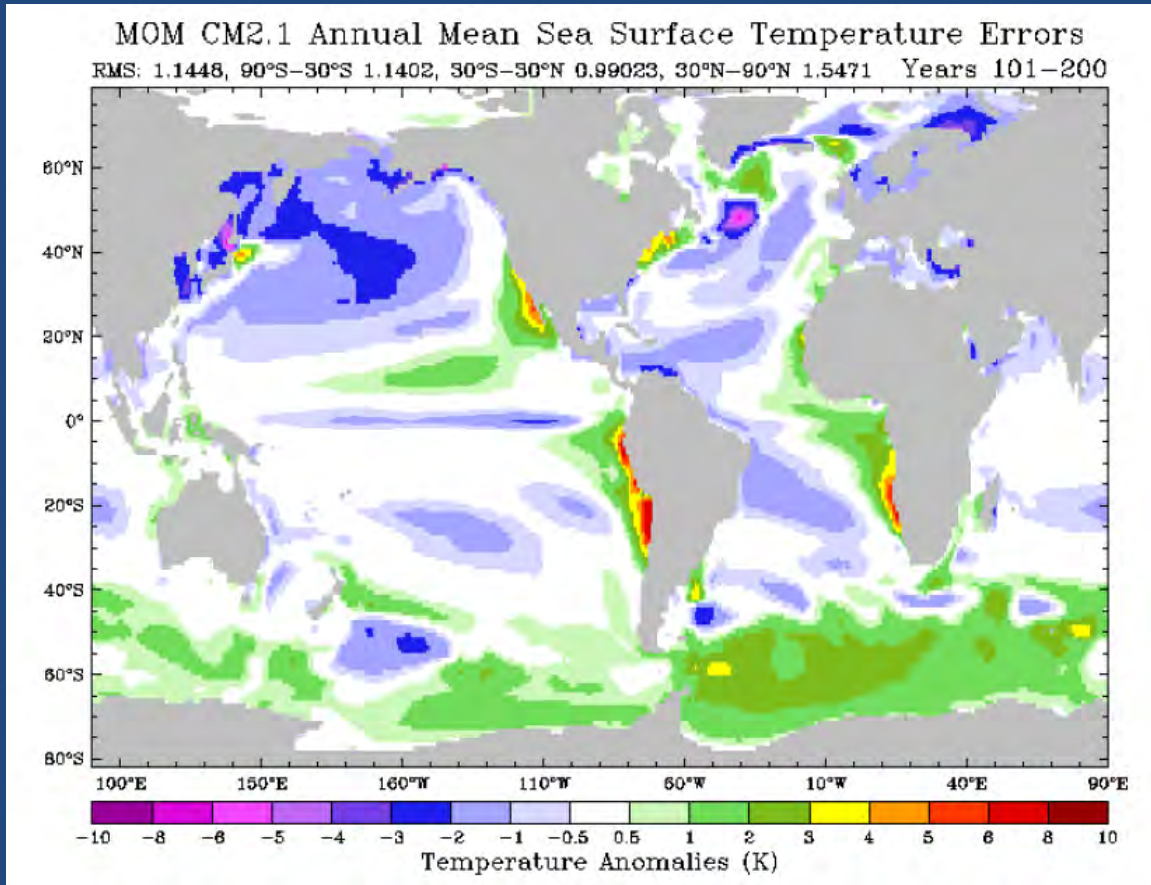 MOM CM2.1 Annual Mean Sea Surface Temperature Errors
RMS: 1.1448, 90°S-30°S 1.1402, 30°S-30°N 0.99023, 30°N-90°N 1.5471 Years 101-200
60°N
40°N
20°N
0°
20°S
40°S
60°S
80°S
100°E 150°E 160°W 110°W 60°W 10°W 40°E 90°E
-10 -8 -6 -5 -4 -3 -2 -1 -0.5 0.5 1 2 3 4 5 6 8 10
Temperature Anomalies (K)